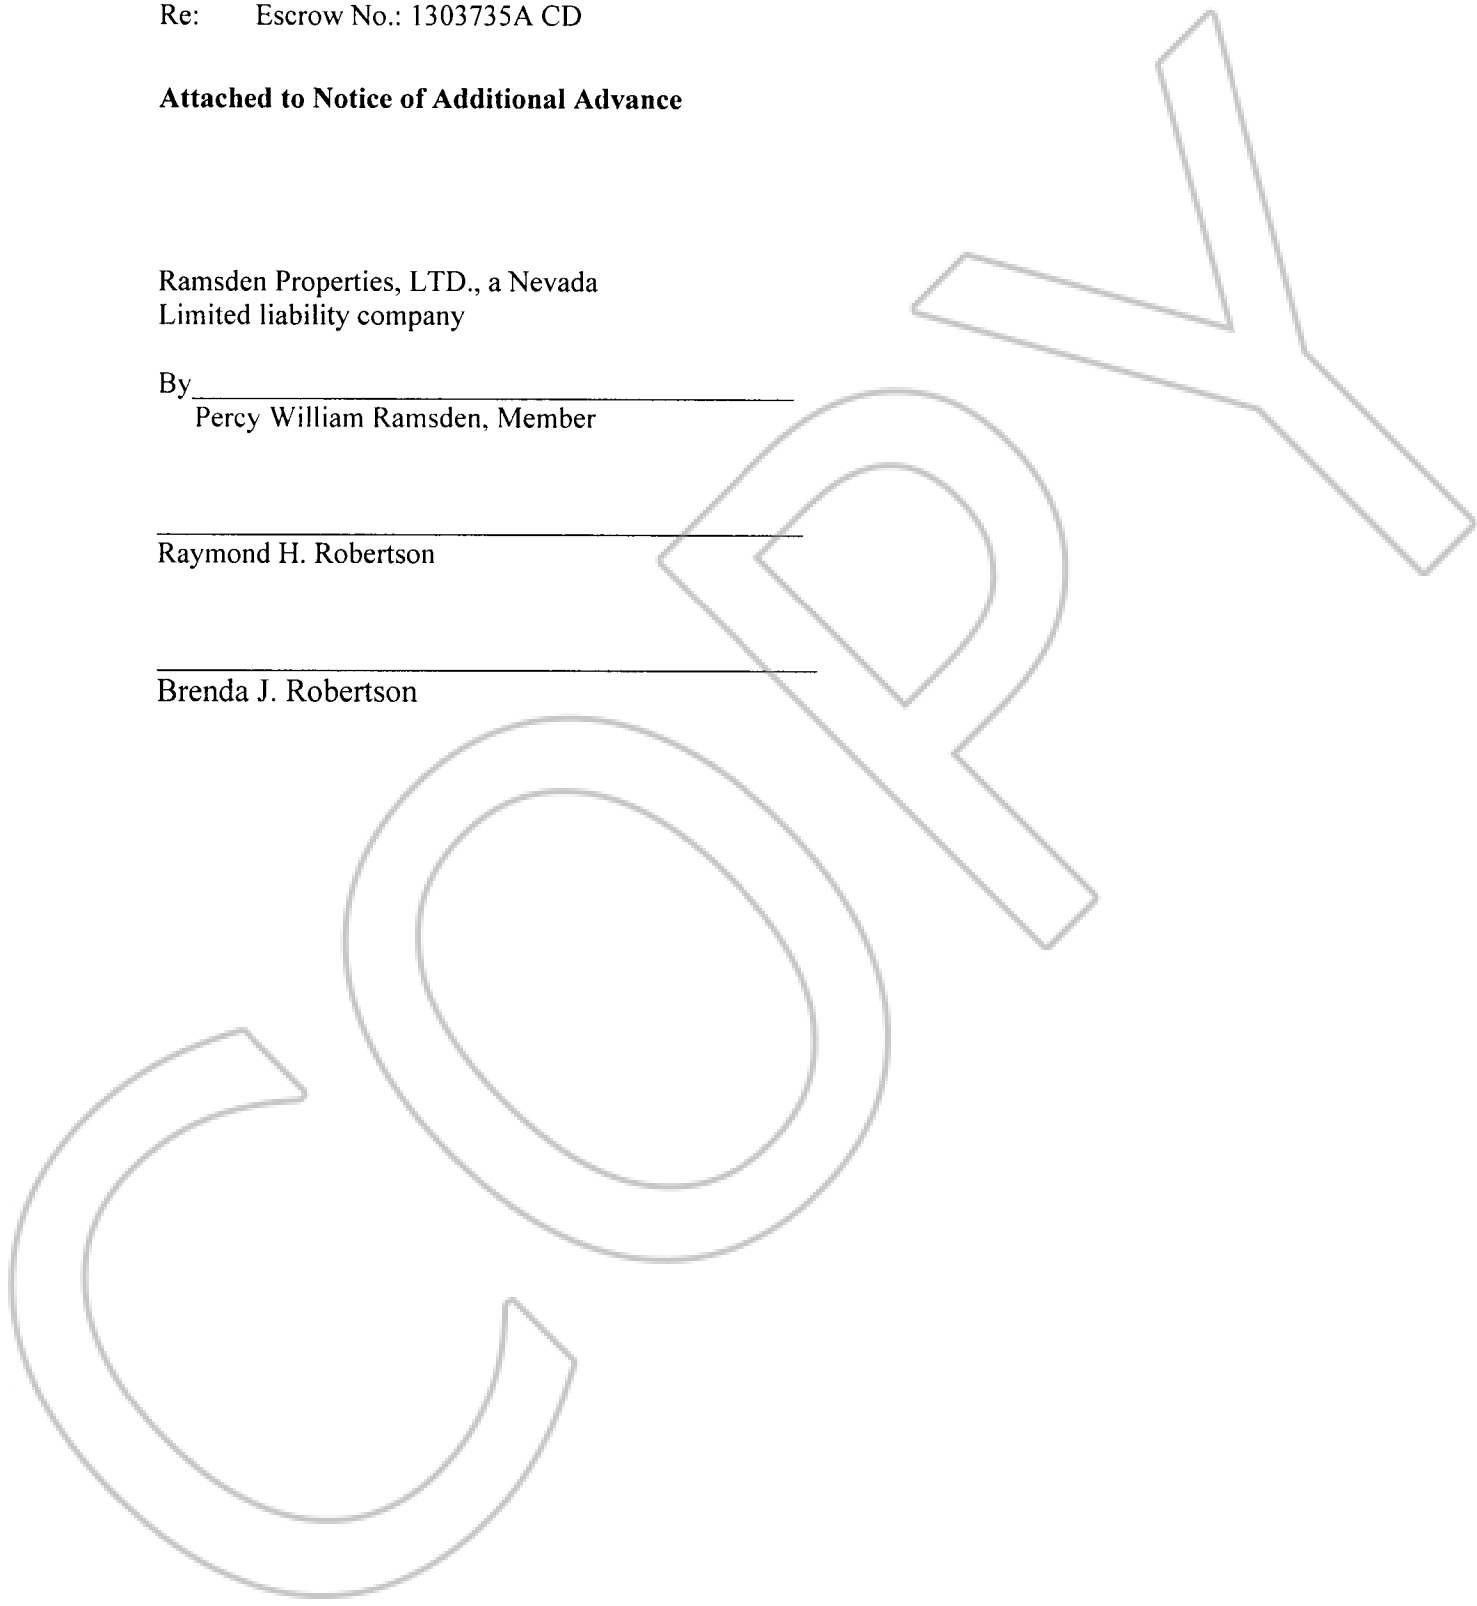 Re: Escrow No.: 1303735A CD
Attached to Notice of Additional Advance
Ramsden Properties, LTD., a Nevada
Limited liability company
By
Percy William Ramsden, Member
Raymond H. Robertson
Brenda J. Robertson
COPY